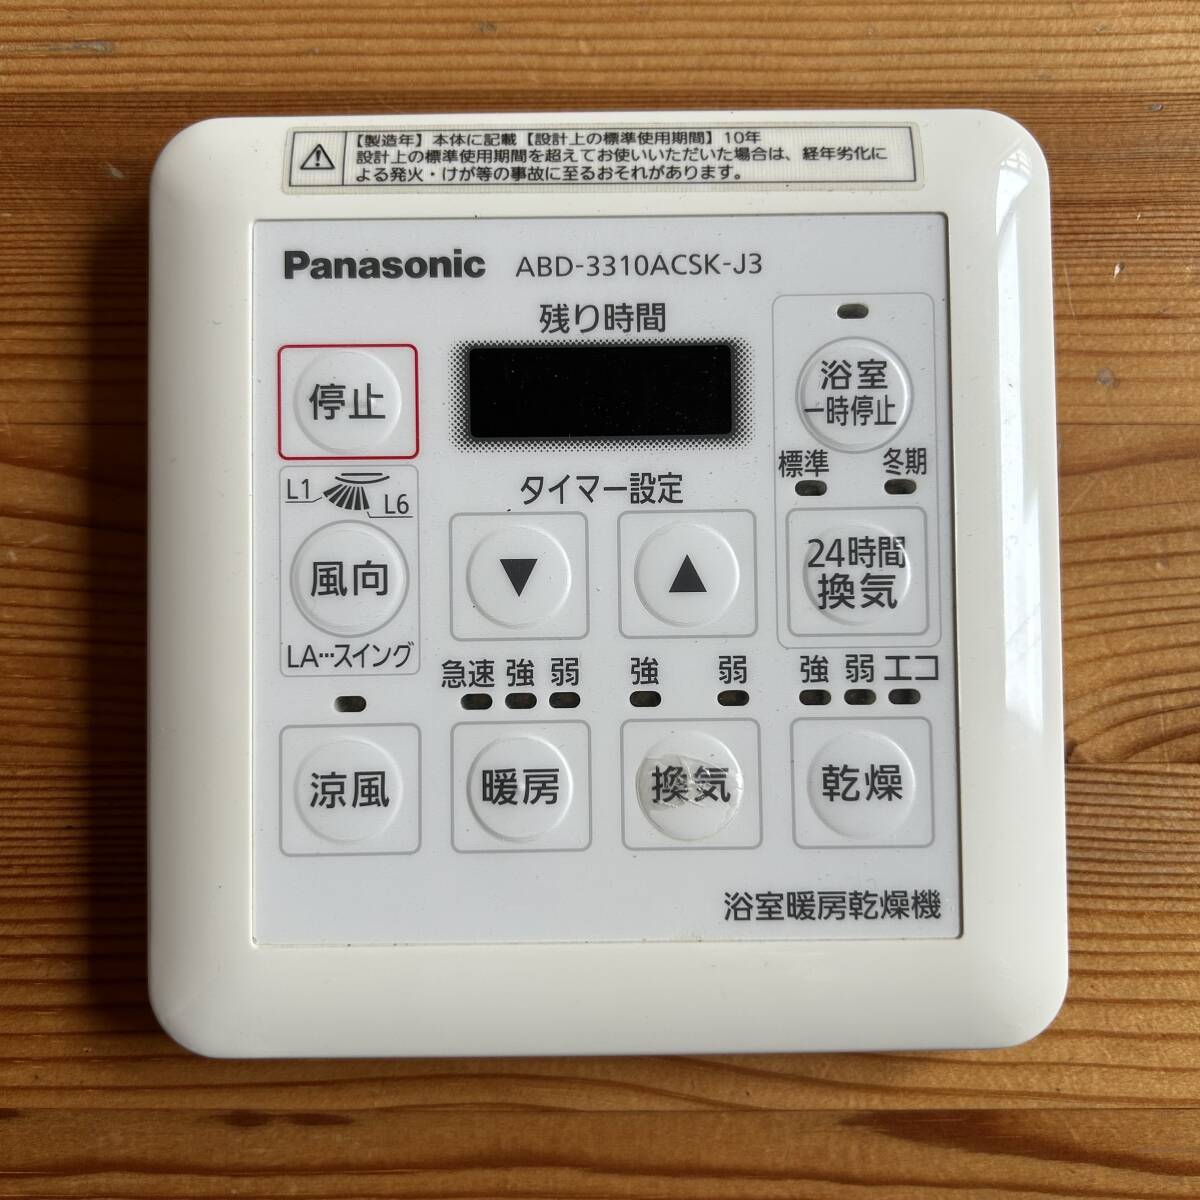 【製造年】本体に記載【設計上の標準使用期間】10年
設計上の標準使用期間を超えてお使いいただいた場合は、経年劣化に
よる発火・けが等の事故に至るおそれがあります。
Panasonic ABD-3310ACSK-J3
残り時間
停止
浴室
一時停止
標準 冬期
L1
L6
タイマー設定
風向
▼
▲
24時間
換気
LA…スイング
急速 強 弱
強 弱
強 弱 エコ
涼風
暖房
換気
乾燥
浴室暖房乾燥機